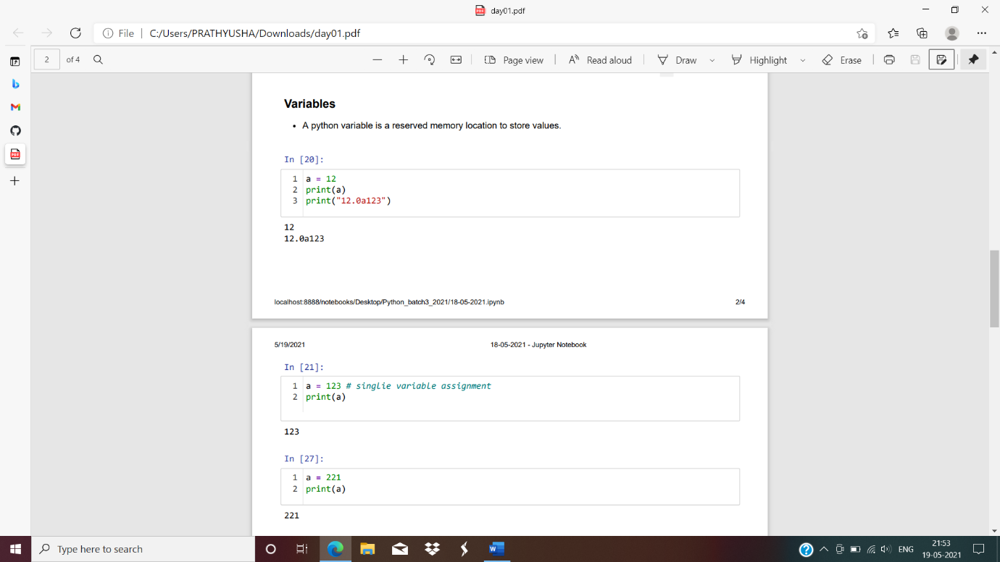 day01.pdf
File | C:/Users/PRATHYUSHA/Downloads/day01.pdf
2 of 4 Page view Read aloud Draw Highlight Erase
Variables
• A python variable is a reserved memory location to store values.
In [20]:
1 a = 12
2 print(a)
3 print("12.0a123")
12
12.0a123
localhost:8888/notebooks/Desktop/Python_batch3_2021/18-05-2021.ipynb 2/4
5/19/2021 18-05-2021 - Jupyter Notebook
In [21]:
1 a = 123 # singlie variable assignment
2 print(a)
123
In [27]:
1 a = 221
2 print(a)
221
Type here to search
ENG 21:53
19-05-2021